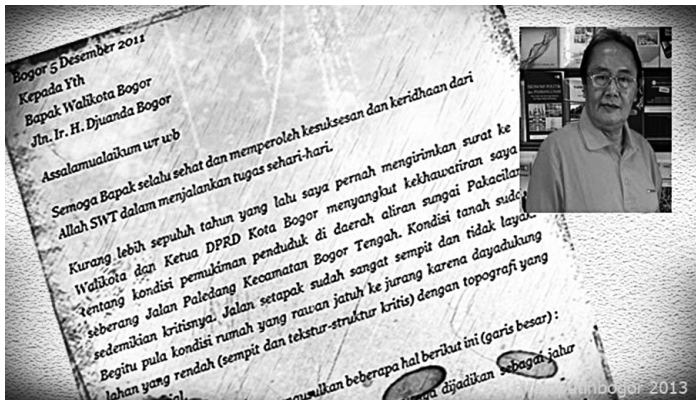 Bogor 5 Desember 2011
Kepada Yth
Bapak Walikota Bogor
Jln. Ir. H. Djuanda Bogor
Assalamualaikum wr wb
Semoga Bapak selalu sehat dan memperoleh kesuksesan dan keridhaan dari
Allah SWT dalam menjalankan tugas sehari-hari.
Kurang lebih sepuluh tahun yang lalu saya pernah mengirimkan surat ke
Walikota dan Ketua DPRD Kota Bogor menyangkut kekhawatiran saya
tentang kondisi pemukiman penduduk di daerah aliran sungai Pakacilan
seberang Jalan Paledang Kecamatan Bogor Tengah. Kondisi tanah sudah
sedemikian kritisnya. Jalan setapak sudah sangat sempit dan tidak layak.
Begitu pula kondisi rumah yang rawan jatuh ke jurang karena dayadukung
lahan yang rendah (sempit dan tekstur-struktur kritis) dengan topografi yang
beberapa hal berikut ini (garis besar) :
dijadikan sebagai jalur
2013